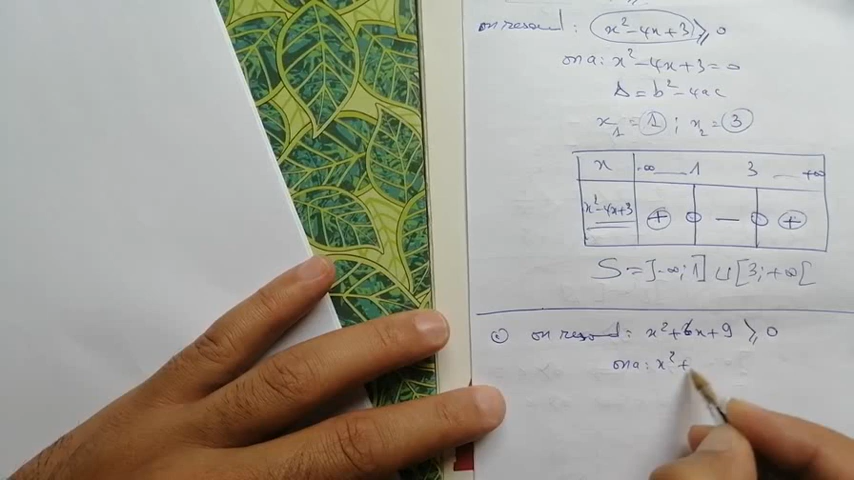 on resoud : x² - 4x + 3 ≥ 0
on a : x² - 4x + 3 = 0
Δ = b² - 4ac
x₁ = 1 ; x₂ = 3
x -∞ 1 3 +∞
x² - 4x + 3 + 0 - 0 +
S = ]-∞; 1] ∪ [3; +∞[
on resoud : x² + 6x + 9 ≥ 0
on a : x² +